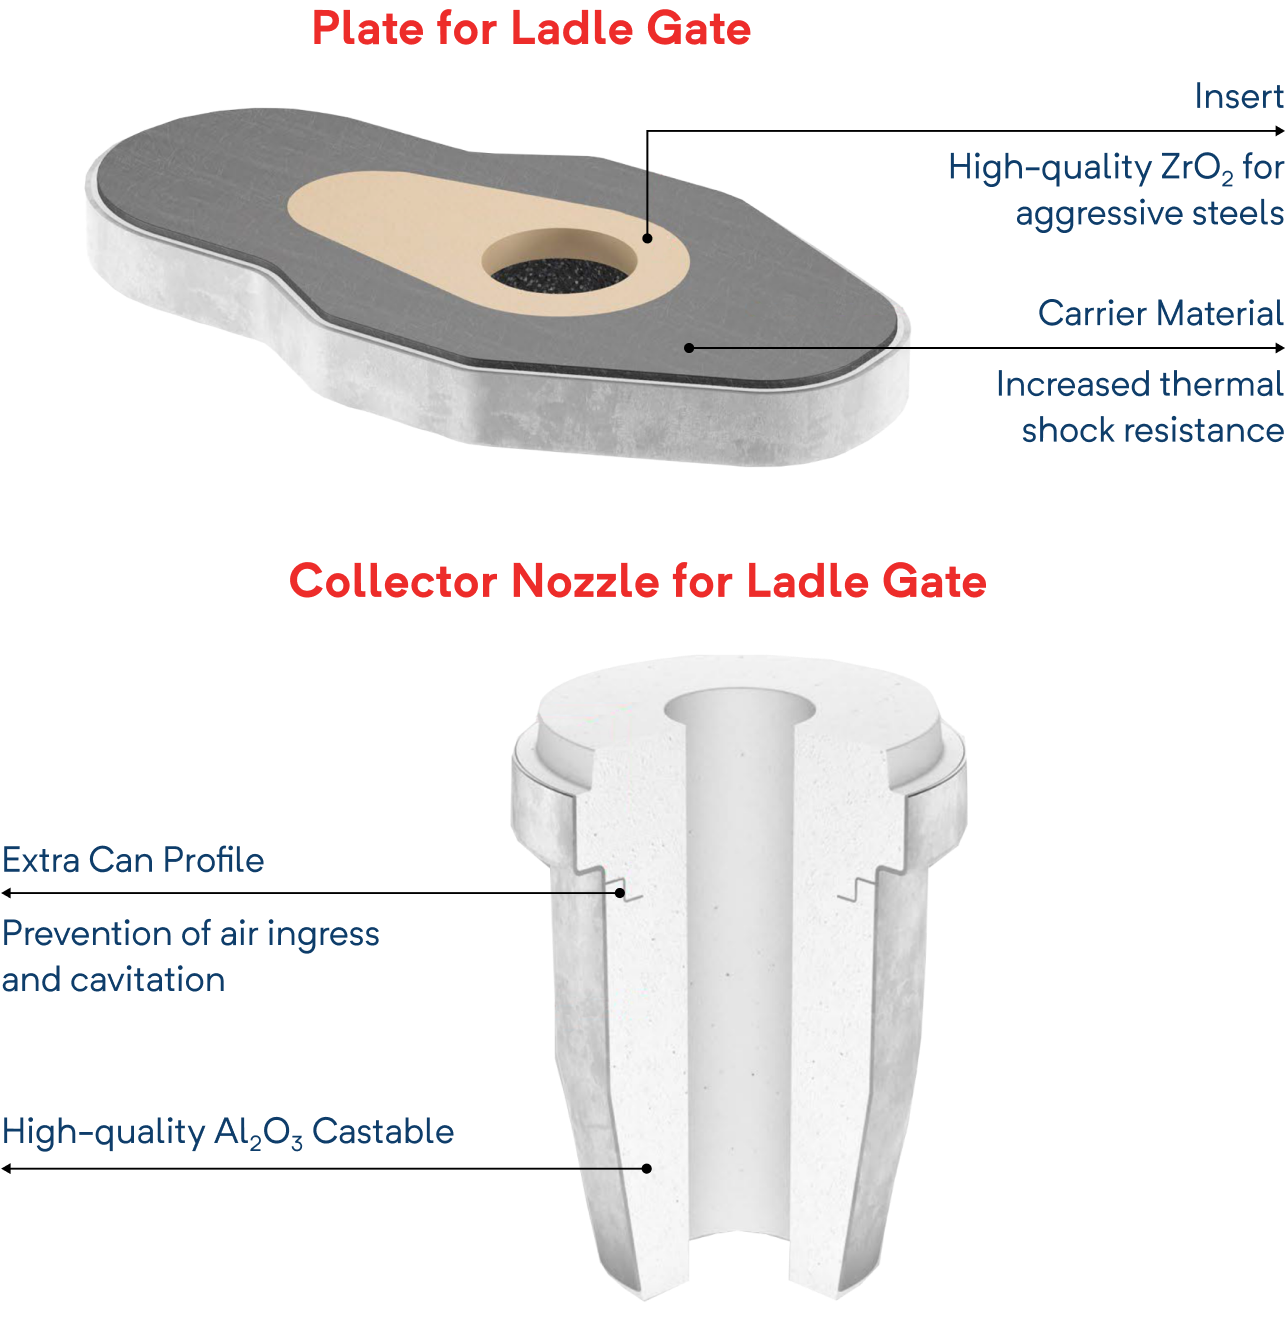 Plate for Ladle Gate
Insert
High-quality ZrO₂ for
aggressive steels
Carrier Material
Increased thermal
shock resistance
Collector Nozzle for Ladle Gate
Extra Can Profile
Prevention of air ingress
and cavitation
High-quality Al₂O₃ Castable